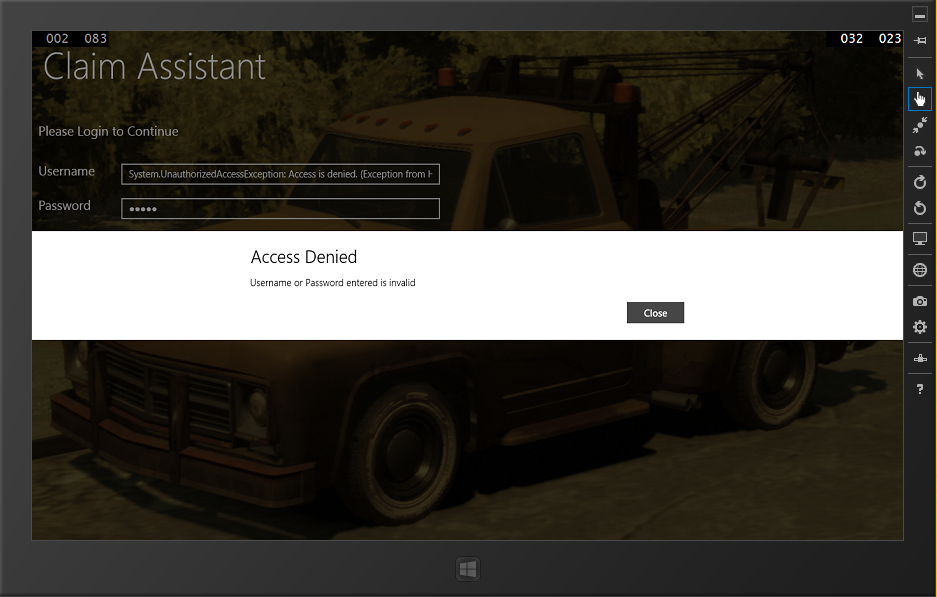 002 083 032 023
Claim Assistant
Please Login to Continue
Username System.UnauthorizedAccessException: Access is denied. (Exception from H
Password •••••
Access Denied
Username or Password entered is invalid
Close
?